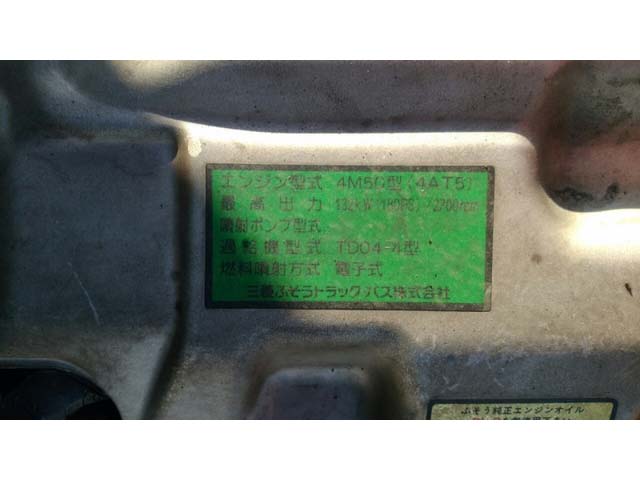 エンジン型式 4M50型(4AT5)
最高出力 132kW(180PS)/2700rpm
噴射ポンプ型式
過給機型式 TD04-4型
燃料噴射方式 電子式
三菱ふそうトラック・バス株式会社
ふそう純正エンジンオイル